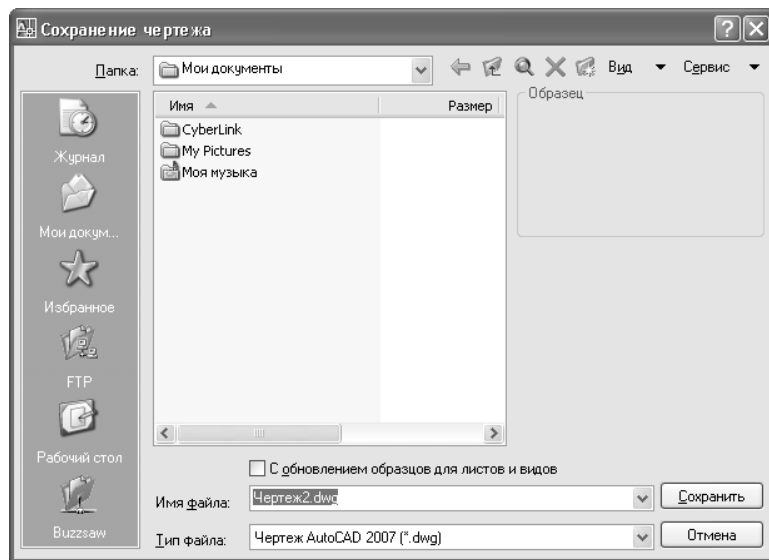 Сохранение чертежа
Папка: Мои документы Вид Сервис
Имя Размер Образец
CyberLink
My Pictures
Моя музыка
Журнал
Мои докум...
Избранное
FTP
Рабочий стол
Buzzsaw
С обновлением образцов для листов и видов
Имя файла: Чертеж2.dwg Сохранить
Тип файла: Чертеж AutoCAD 2007 (*.dwg) Отмена